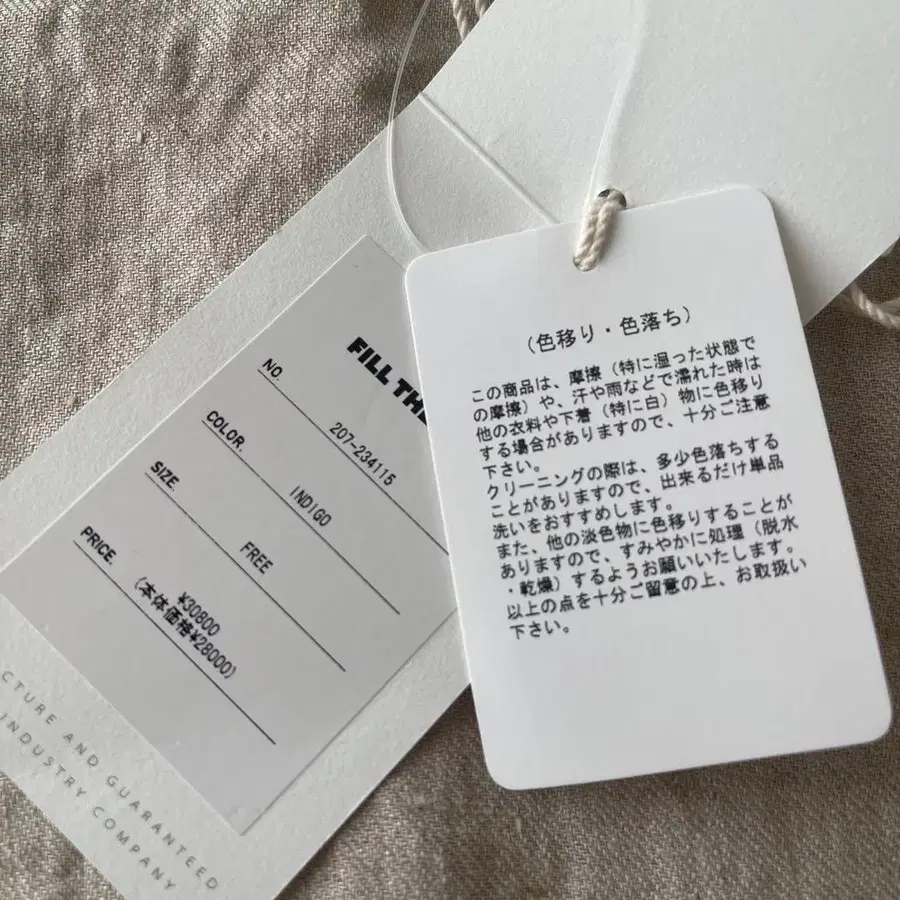 FILL THE
NO.
207-234115
COLOR.
INDIGO
SIZE.
FREE
PRICE.
¥30800
(本体価格¥28000)
CTURE AND GUARANTEED
INDUSTRY COMPANY
(色移り・色落ち)
この商品は、摩擦(特に湿った状態で
の摩擦)や、汗や雨などで濡れた時は
他の衣料や下着(特に白)物に色移り
する場合がありますので、十分ご注意
下さい。
クリーニングの際は、多少色落ちする
ことがありますので、出来るだけ単品
洗いをおすすめします。
また、他の淡色物に色移りすることが
ありますので、すみやかに処理(脱水
・乾燥)するようお願いいたします。
以上の点を十分ご留意の上、お取扱い
下さい。